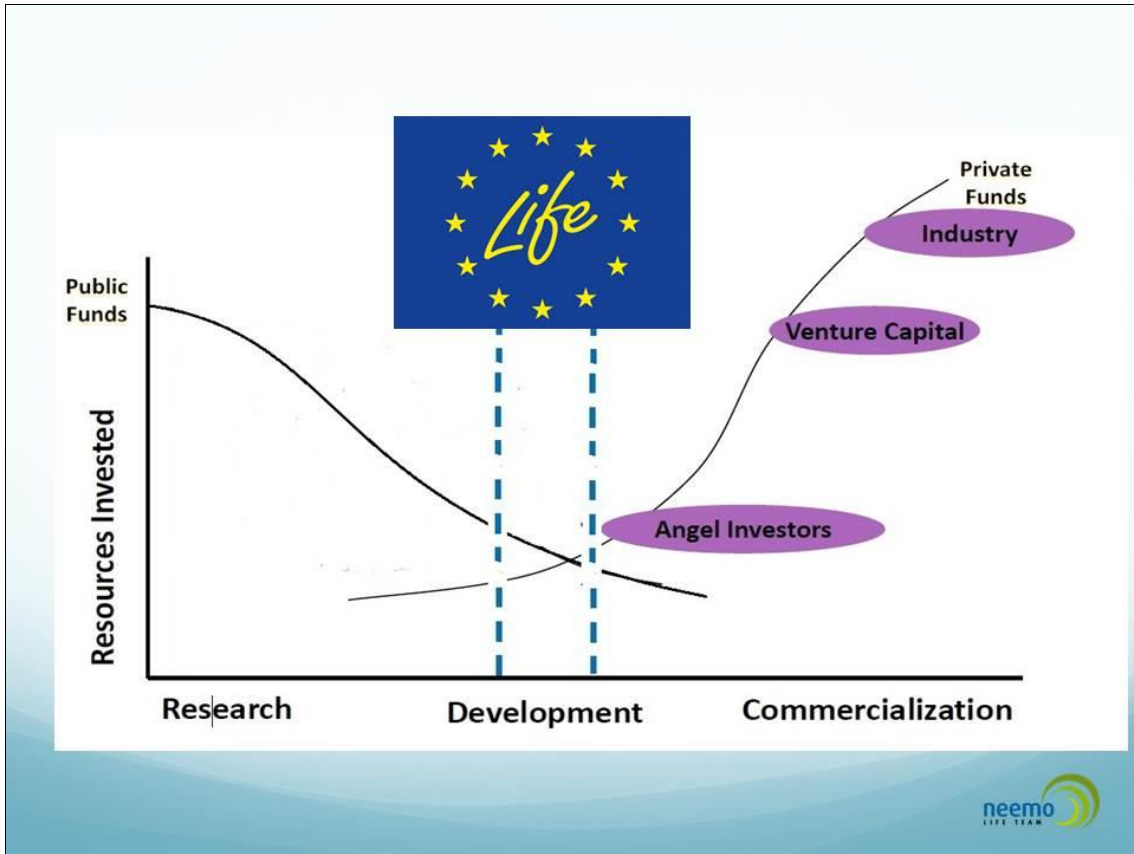 Life
Private
Funds
Industry
Public
Funds
Venture Capital
Angel Investors
Resources Invested
Research
Development
Commercialization
neemo
LIFE TEAM